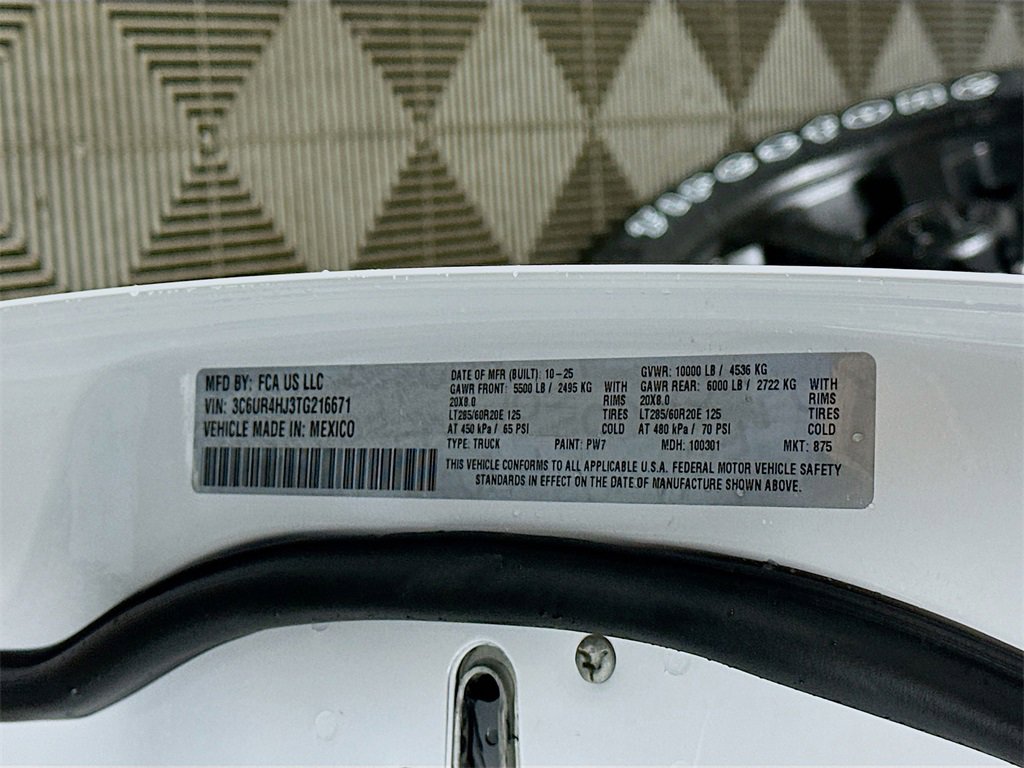 Firestone
MFD BY: FCA US LLC
VIN: 3C6UR4HJ3TG216671
VEHICLE MADE IN: MEXICO
DATE OF MFR (BUILT): 10-25 GVWR: 10000 LB / 4536 KG
GAWR FRONT: 5500 LB / 2495 KG WITH GAWR REAR: 6000 LB / 2722 KG WITH
20X8.0 RIMS 20X8.0 RIMS
LT285/60R20E 125 TIRES LT285/60R20E 125 TIRES
AT 450 kPa / 65 PSI COLD AT 480 kPa / 70 PSI COLD
TYPE: TRUCK PAINT: PW7 MDH: 100301 MKT: 875
THIS VEHICLE CONFORMS TO ALL APPLICABLE U.S.A. FEDERAL MOTOR VEHICLE SAFETY
STANDARDS IN EFFECT ON THE DATE OF MANUFACTURE SHOWN ABOVE.